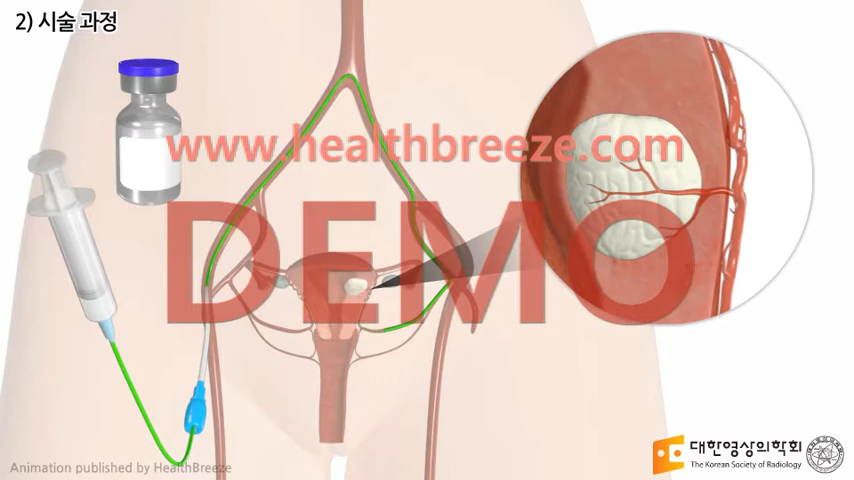 2) 시술 과정
www.healthbreeze.com
DEMO
Animation published by HealthBreeze
대한영상의학회
The Korean Society of Radiology